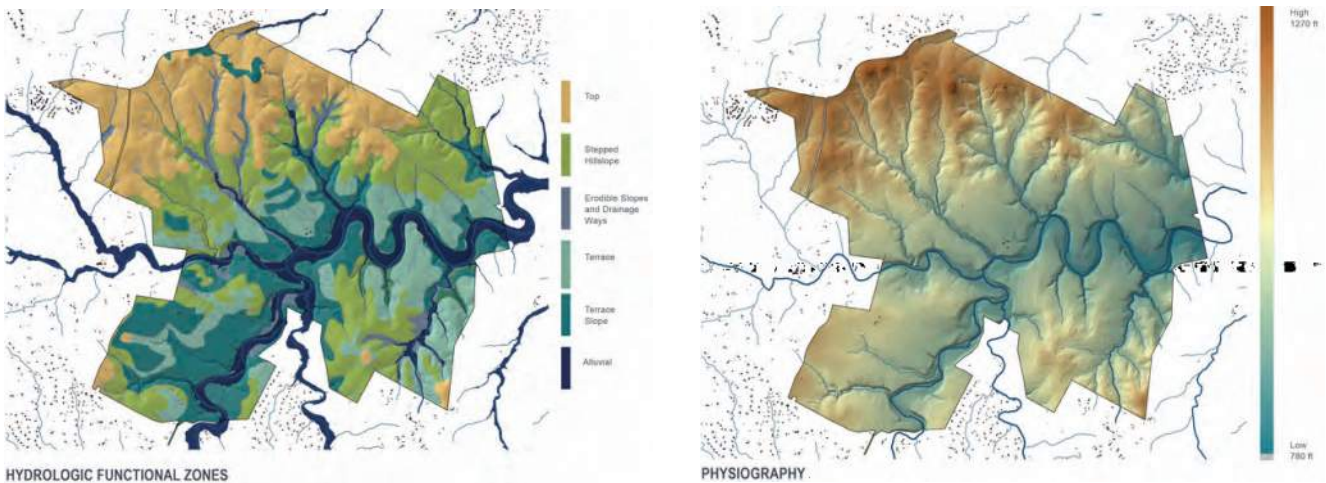 Top
Stepped
Hillslope
Erodible Slopes
and Drainage
Ways
Terrace
Terrace
Slope
Alluvial
HYDROLOGIC FUNCTIONAL ZONES
High
1270 ft
Low
780 ft
PHYSIOGRAPHY